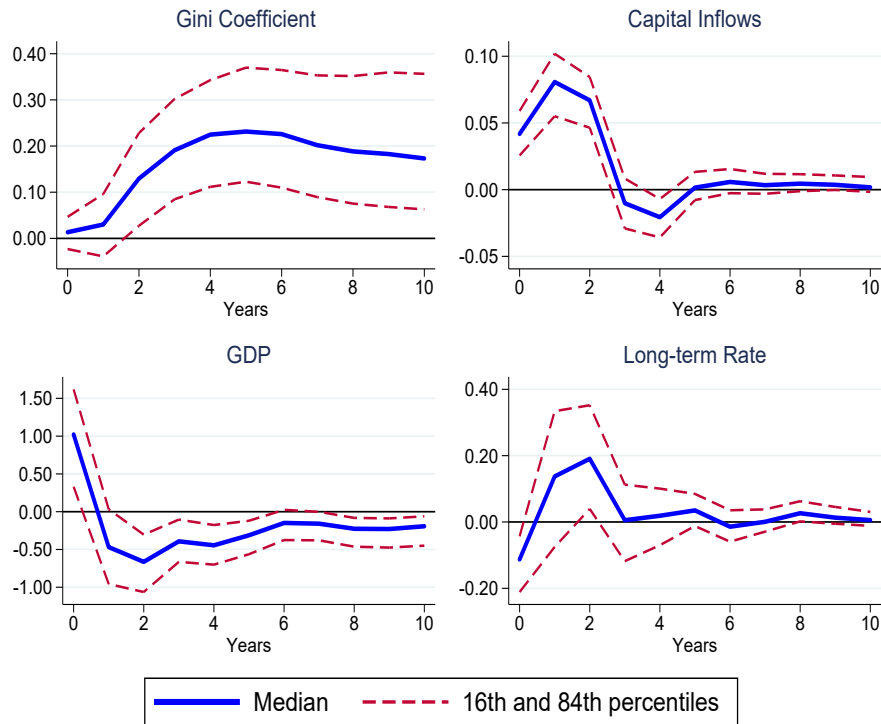 Gini Coefficient
0.40
0.30
0.20
0.10
0.00
0 2 4 6 8 10
Years
Capital Inflows
0.10
0.05
0.00
-0.05
0 2 4 6 8 10
Years
GDP
1.50
1.00
0.50
0.00
-0.50
-1.00
0 2 4 6 8 10
Years
Long-term Rate
0.40
0.20
0.00
-0.20
0 2 4 6 8 10
Years
Median 16th and 84th percentiles